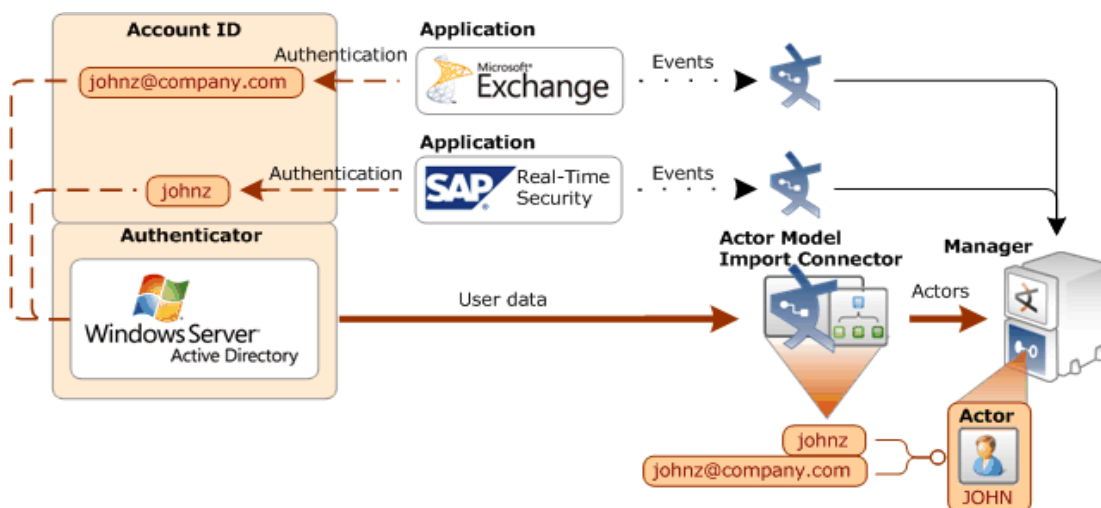 Account ID
Application
Authentication
johnz@company.com
Microsoft®
Exchange
Events
Application
Authentication
johnz
SAP
Real-Time
Security
Events
Authenticator
Windows Server
Active Directory
User data
Actor Model
Import Connector
Actors
Manager
johnz
johnz@company.com
Actor
JOHN